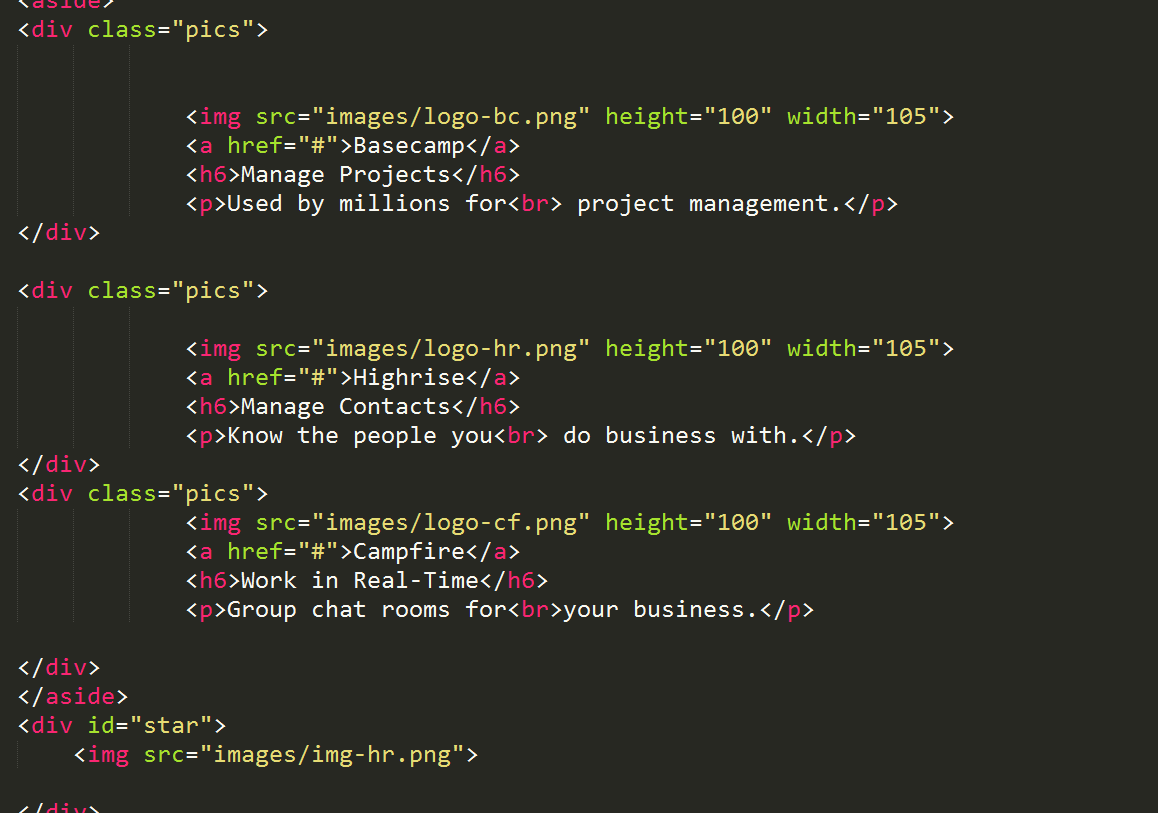 <aside>
<div class="pics">
<img src="images/logo-bc.png" height="100" width="105">
<a href="#">Basecamp</a>
<h6>Manage Projects</h6>
<p>Used by millions for<br> project management.</p>
</div>
<div class="pics">
<img src="images/logo-hr.png" height="100" width="105">
<a href="#">Highrise</a>
<h6>Manage Contacts</h6>
<p>Know the people you<br> do business with.</p>
</div>
<div class="pics">
<img src="images/logo-cf.png" height="100" width="105">
<a href="#">Campfire</a>
<h6>Work in Real-Time</h6>
<p>Group chat rooms for<br>your business.</p>
</div>
</aside>
<div id="star">
<img src="images/img-hr.png">
</div>